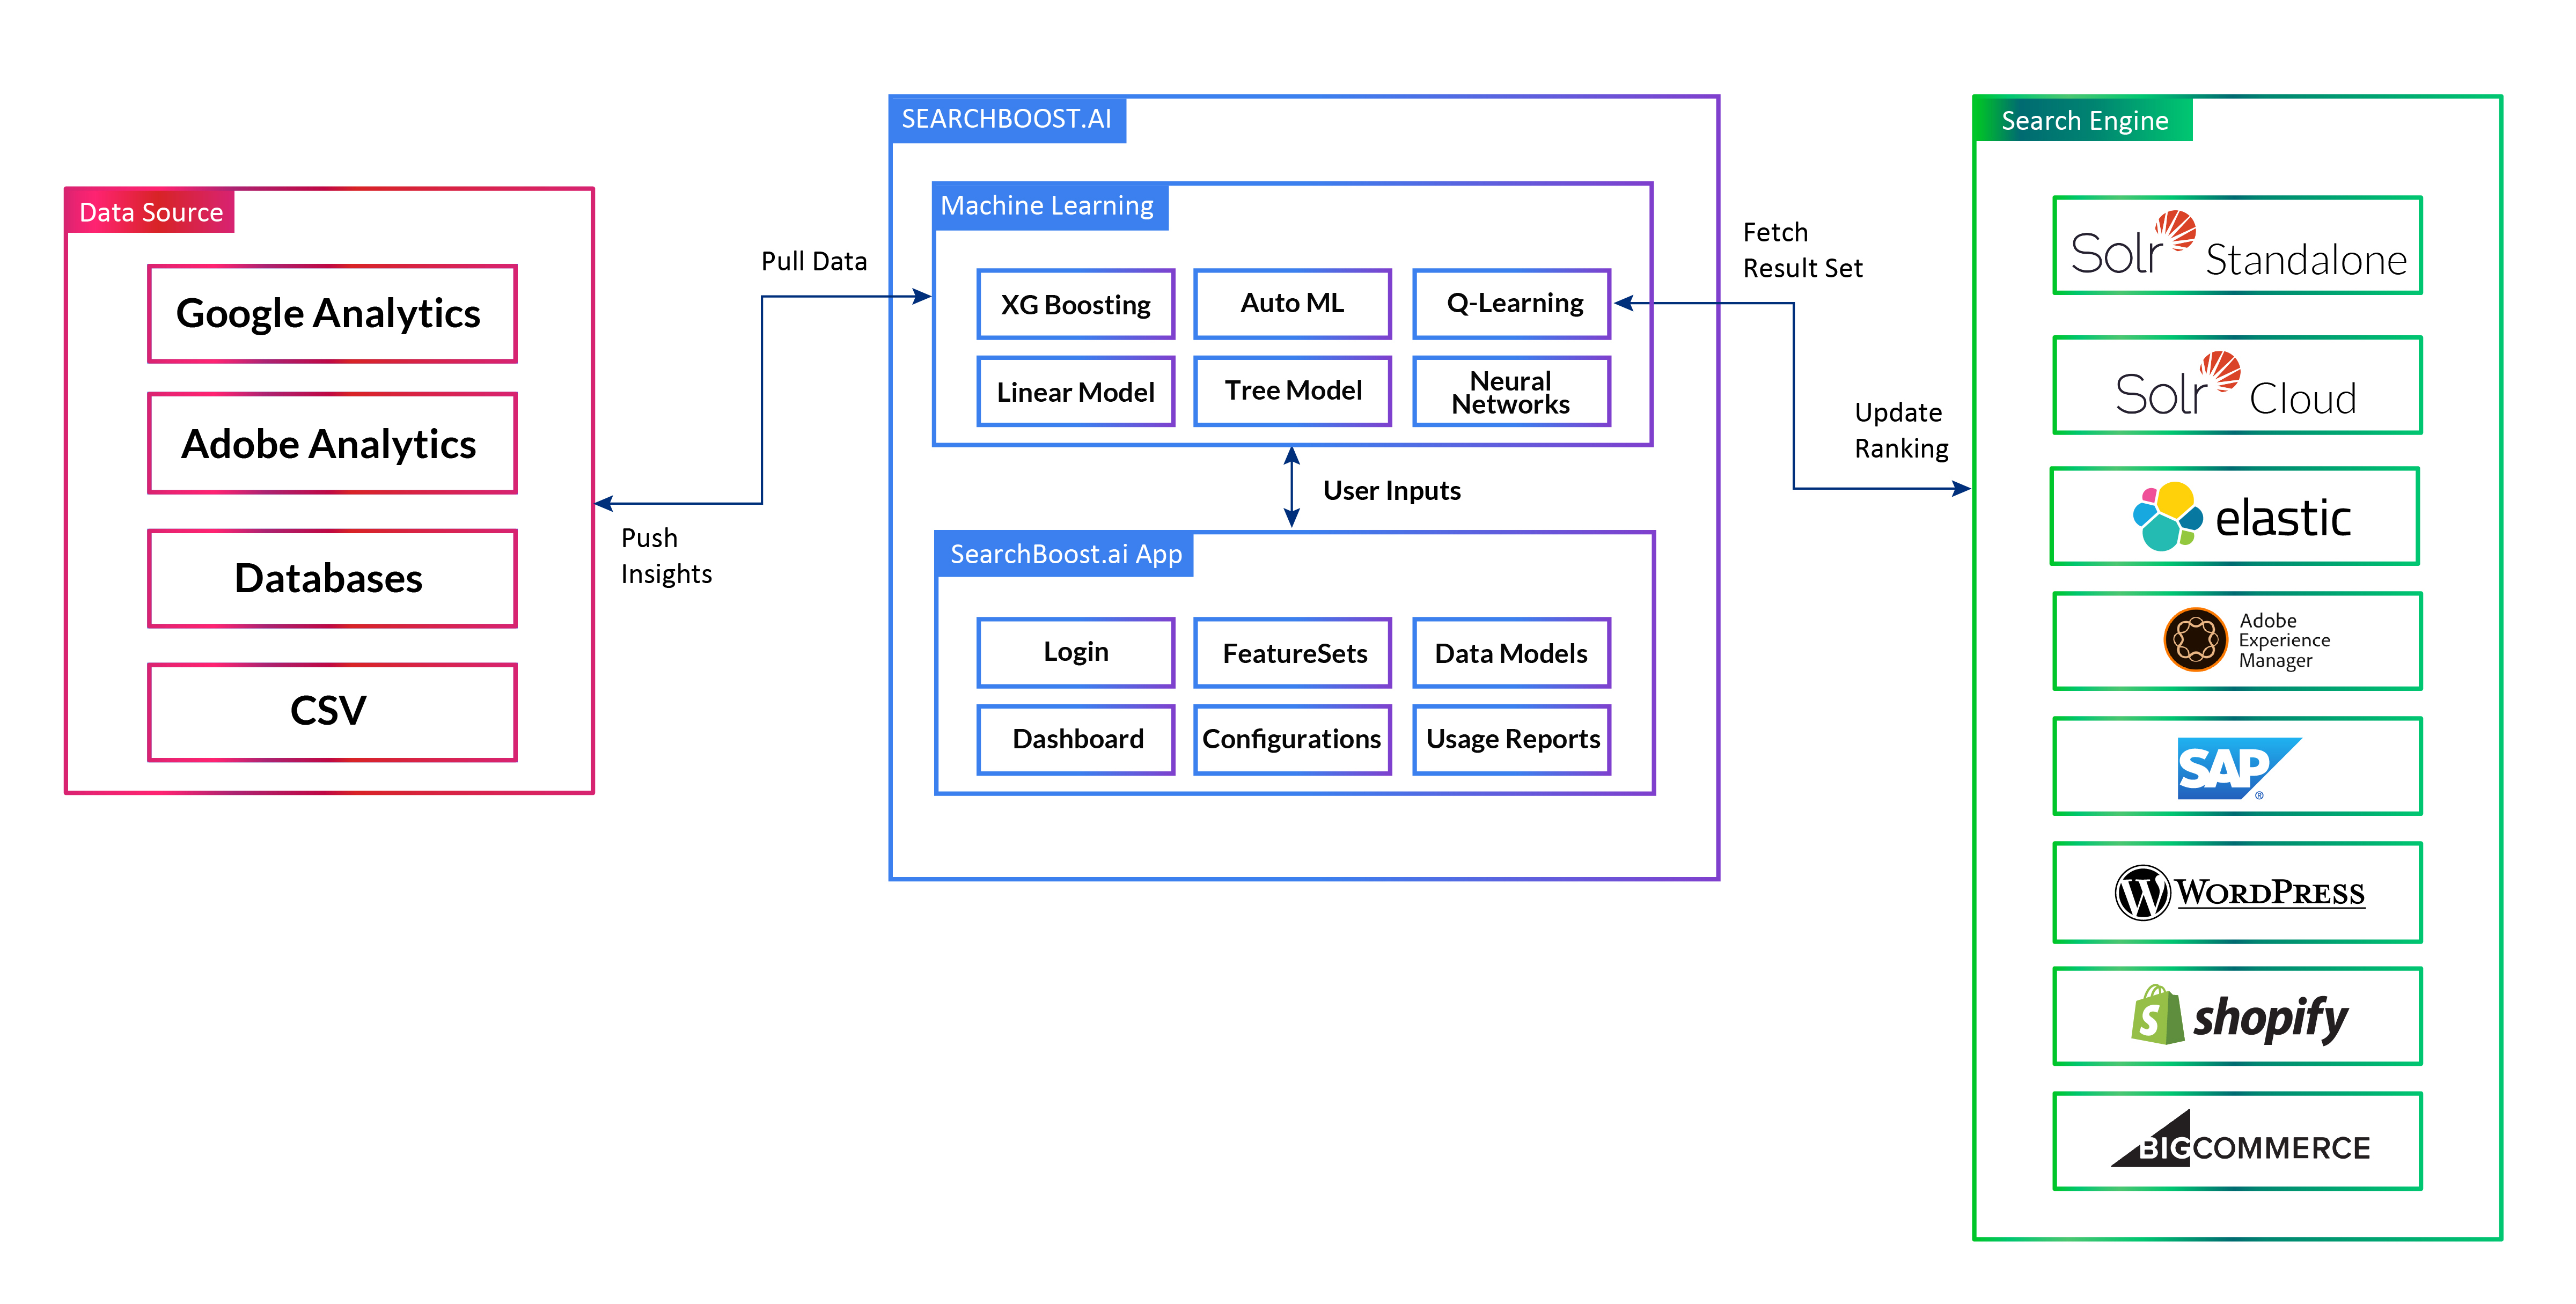 Data Source
Google Analytics
Adobe Analytics
Databases
CSV
Pull Data
Push
Insights
SEARCHBOOST.AI
Machine Learning
XG Boosting
Auto ML
Q-Learning
Linear Model
Tree Model
Neural
Networks
User Inputs
SearchBoost.ai App
Login
FeatureSets
Data Models
Dashboard
Configurations
Usage Reports
Fetch
Result Set
Update
Ranking
Search Engine
Solr Standalone
Solr Cloud
elastic
Adobe
Experience
Manager
SAP ®
WORDPRESS
shopify
BIGCOMMERCE